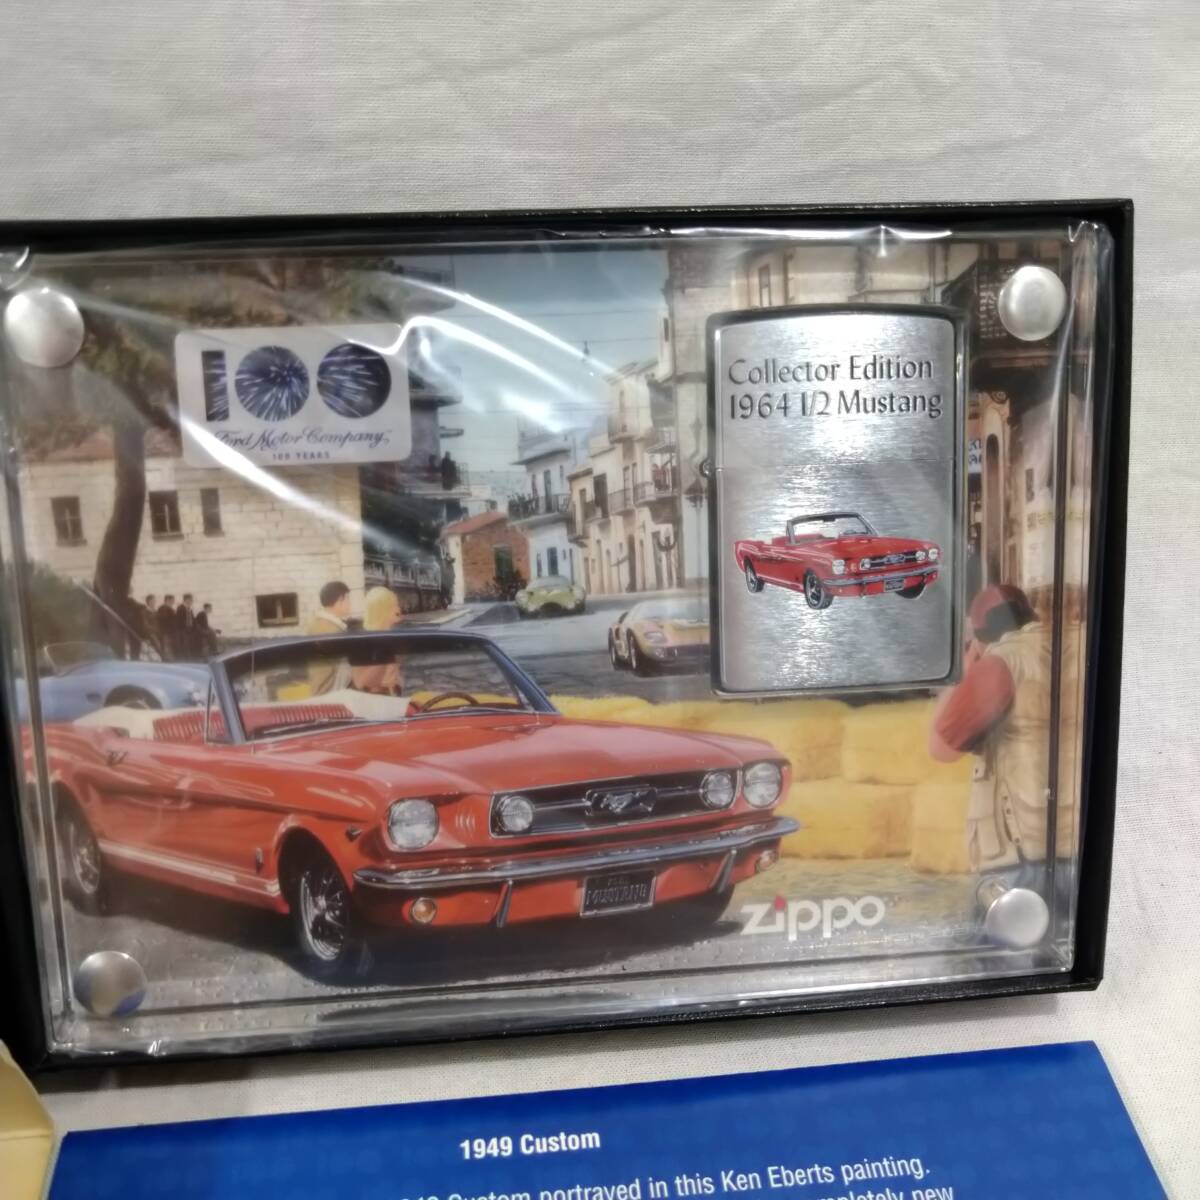 100
Ford Motor Company
100 YEARS
Collector Edition
1964 1/2 Mustang
MUSTANG
zippo
1949 Custom
Custom portrayed in this Ken Eberts painting.
new